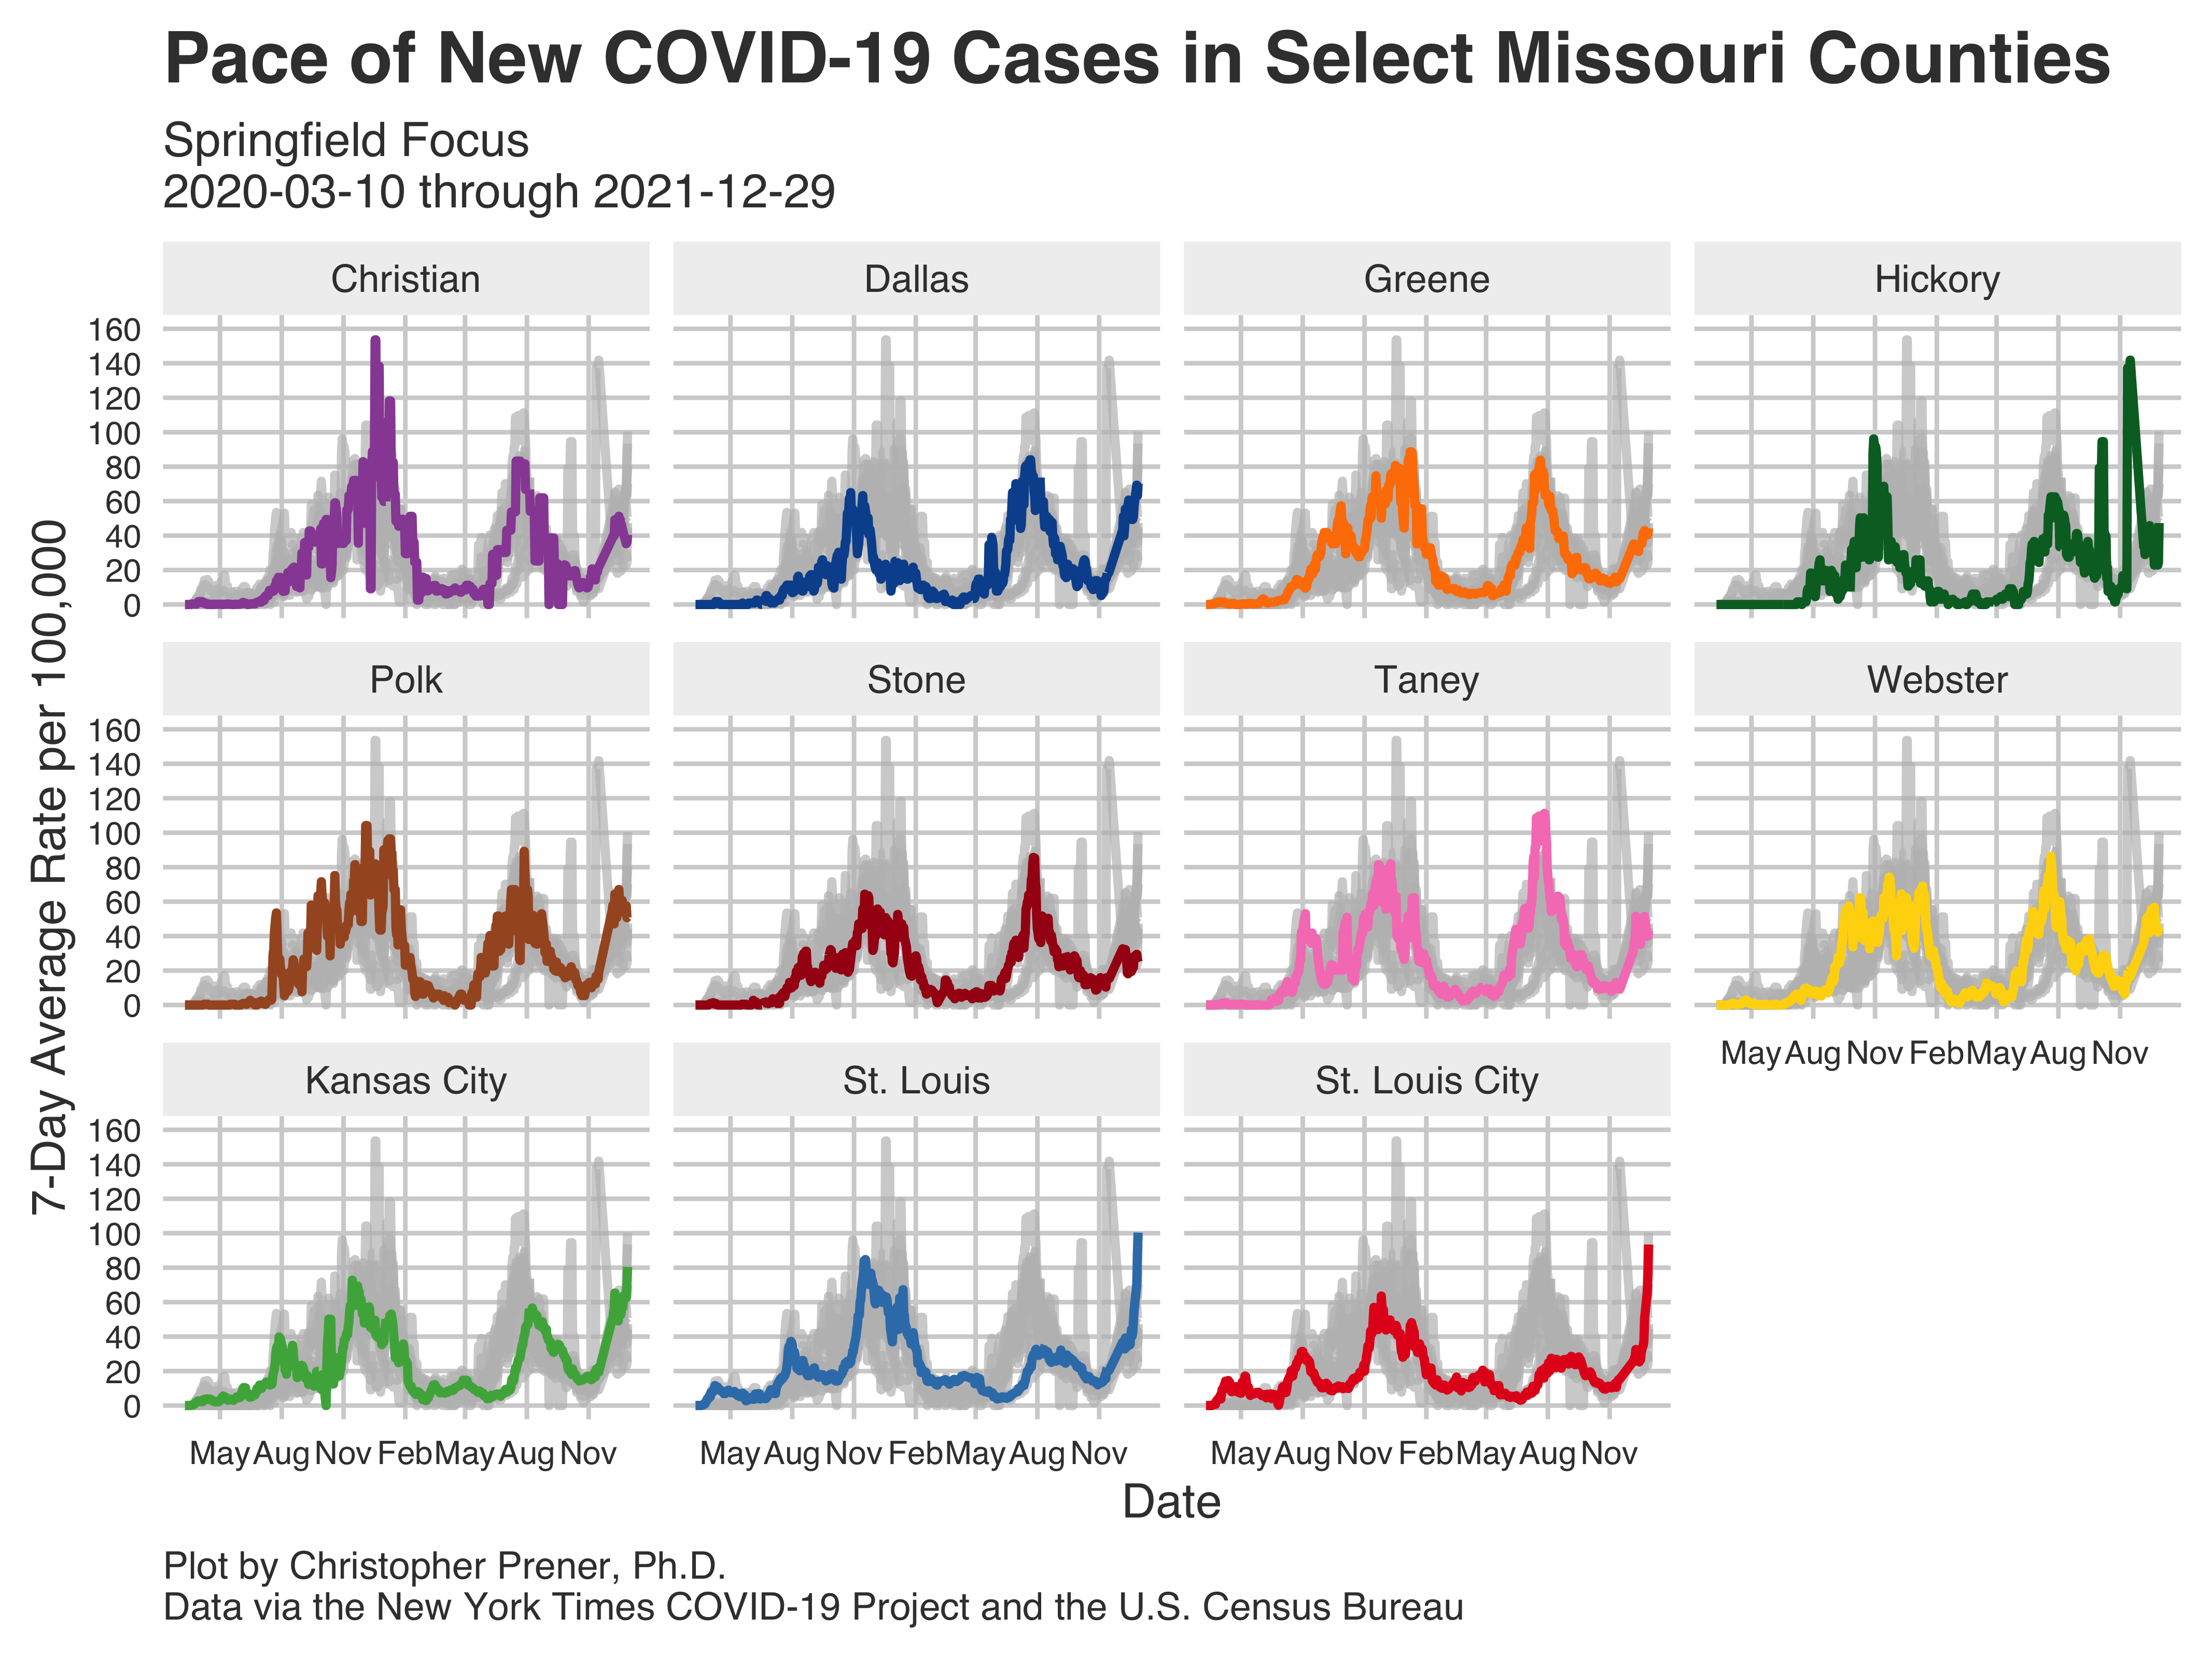 Pace of New COVID-19 Cases in Select Missouri Counties
Springfield Focus
2020-03-10 through 2021-12-29
Christian
Dallas
Greene
Hickory
160
140
120
100
80
60
40
20
0
Polk
Stone
Taney
Webster
160
140
120
100
80
60
40
20
0
May Aug Nov Feb May Aug Nov
Kansas City
St. Louis
St. Louis City
160
140
120
100
80
60
40
20
0
May Aug Nov Feb May Aug Nov
May Aug Nov Feb May Aug Nov
May Aug Nov Feb May Aug Nov
7-Day Average Rate per 100,000
Date
Plot by Christopher Prener, Ph.D.
Data via the New York Times COVID-19 Project and the U.S. Census Bureau